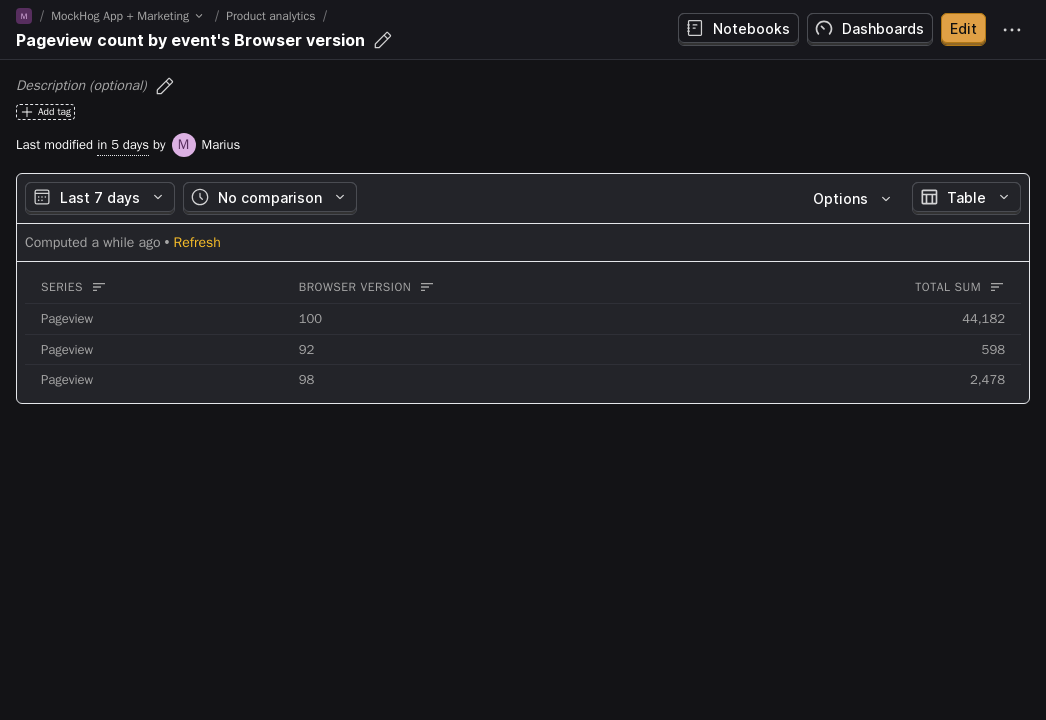 M / MockHog App + Marketing / Product analytics /
Pageview count by event's Browser version
Notebooks Dashboards Edit
Description (optional)
Add tag
Last modified in 5 days by M Marius
Last 7 days No comparison Options Table
Computed a while ago • Refresh
SERIES BROWSER VERSION TOTAL SUM
Pageview 100 44,182
Pageview 92 598
Pageview 98 2,478